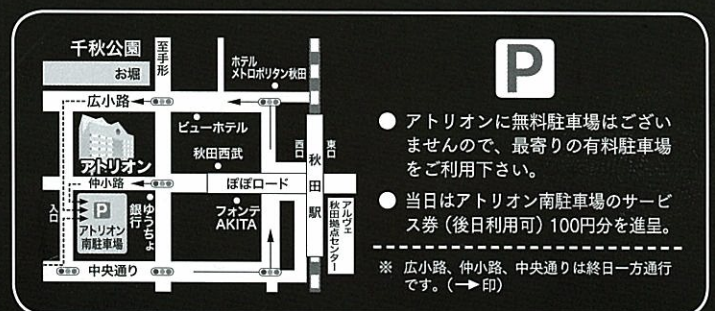 千秋公園
お堀
至手形
ホテル
メトロポリタン秋田
広小路
ビューホテル
アトリオン
秋田西武
西口
東口
秋田駅
仲小路
ぽぽロード
入口
P
アトリオン
南駐車場
ゆうちょ
銀行
フォンテ
AKITA
アルヴェ
秋田拠点センター
中央通り
P
● アトリオンに無料駐車場はござい
ませんので、最寄りの有料駐車場
をご利用下さい。
● 当日はアトリオン南駐車場のサービ
ス券（後日利用可）100円分を進呈。
※ 広小路、仲小路、中央通りは終日一方通行
です。（→印）